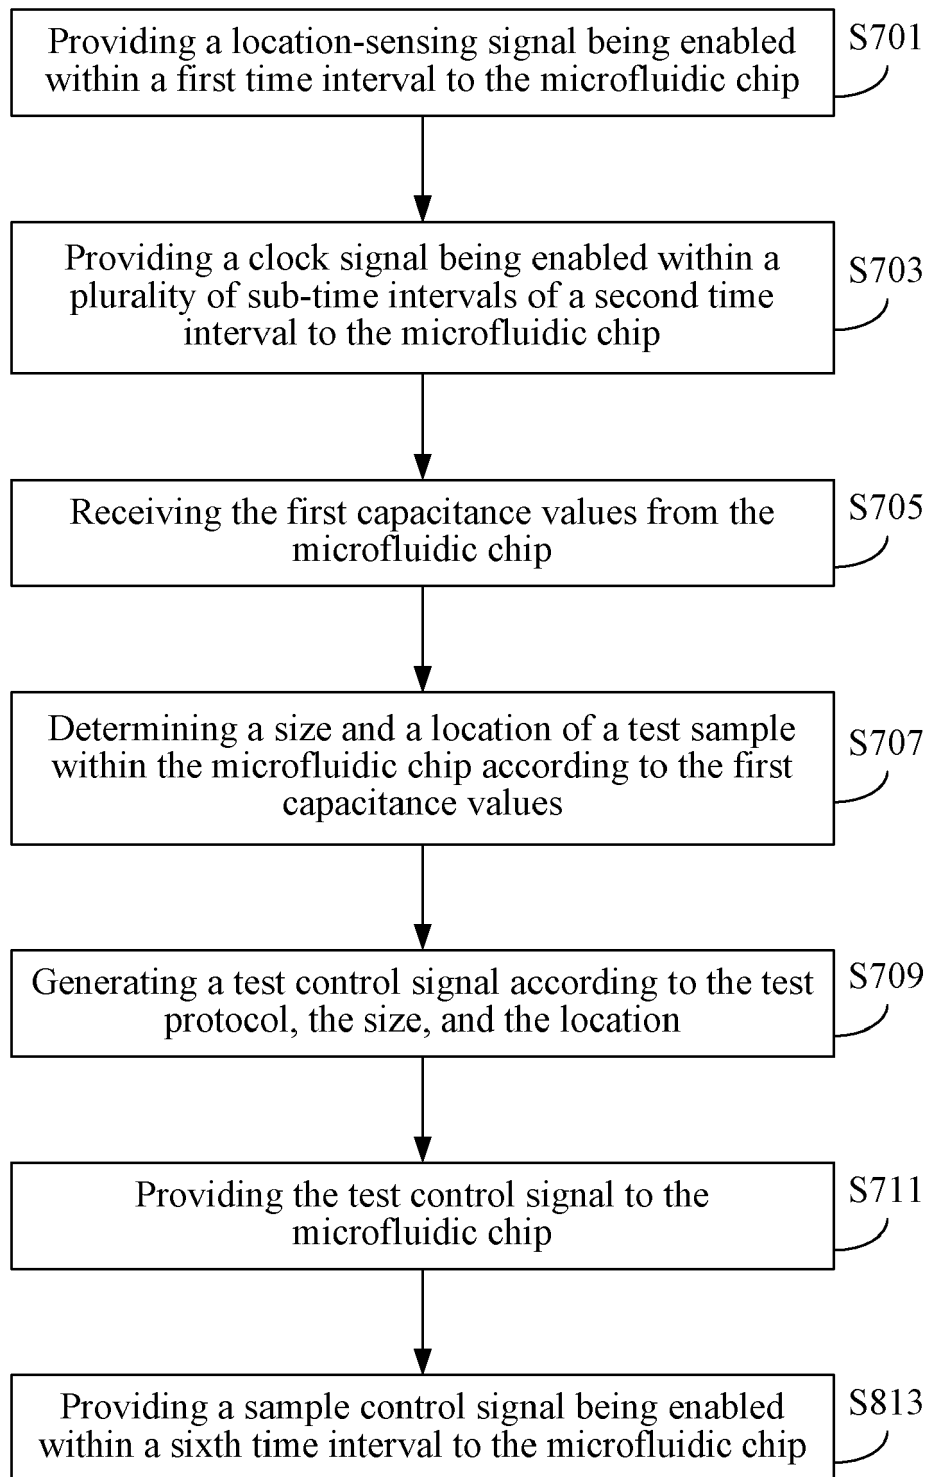 Providing a location-sensing signal being enabled
within a first time interval to the microfluidic chip
S701
Providing a clock signal being enabled within a
plurality of sub-time intervals of a second time
interval to the microfluidic chip
S703
Receiving the first capacitance values from the
microfluidic chip
S705
Determining a size and a location of a test sample
within the microfluidic chip according to the first
capacitance values
S707
Generating a test control signal according to the test
protocol, the size, and the location
S709
Providing the test control signal to the
microfluidic chip
S711
Providing a sample control signal being enabled
within a sixth time interval to the microfluidic chip
S813